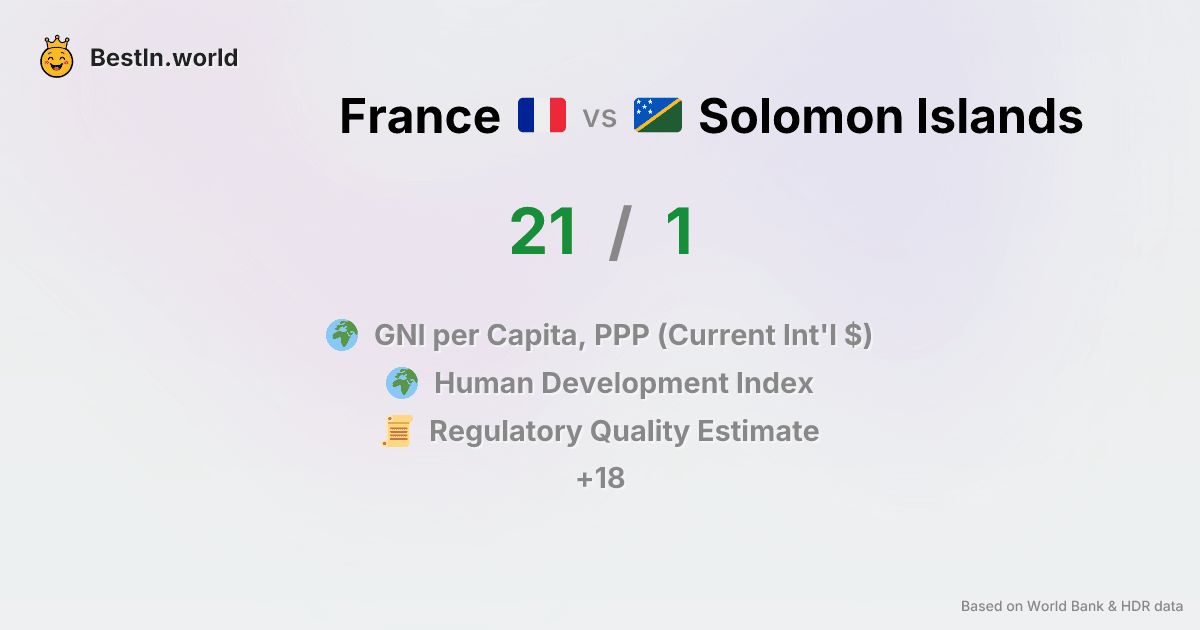 BestIn.world
France vs Solomon Islands
21 / 1
GNI per Capita, PPP (Current Int'l $)
Human Development Index
Regulatory Quality Estimate
+18
Based on World Bank & HDR data